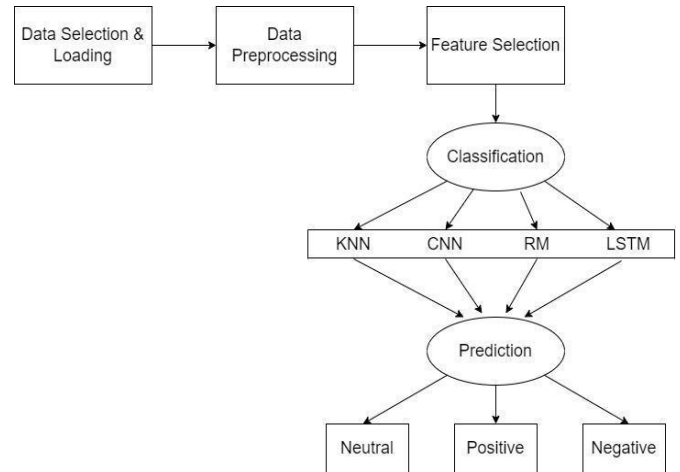 Data Selection &
Loading
Data
Preprocessing
Feature Selection
Classification
KNN CNN RM LSTM
Prediction
Neutral Positive Negative